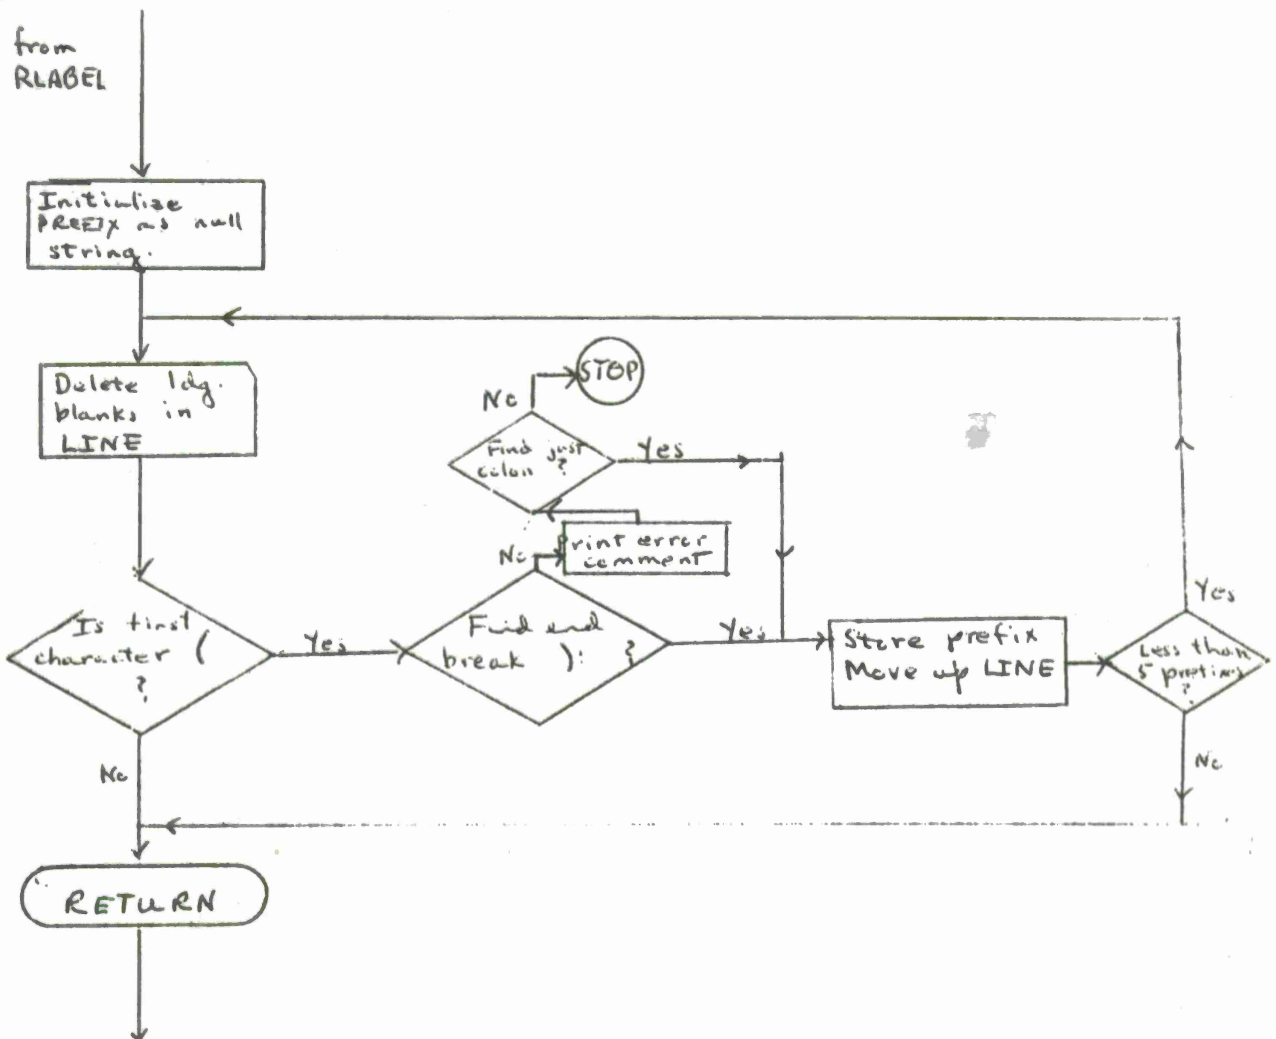 from
RLABEL
Initialize
PREFIX as null
string.
Delete ldg.
blanks in
LINE
No
STOP
Find just
colon ?
Yes
No
Print error
comment
Is first
character (
?
Yes
Find end
break ): ?
Yes
Store prefix
Move up LINE
Yes
Less than
5 prefixes
?
No
No
RETURN